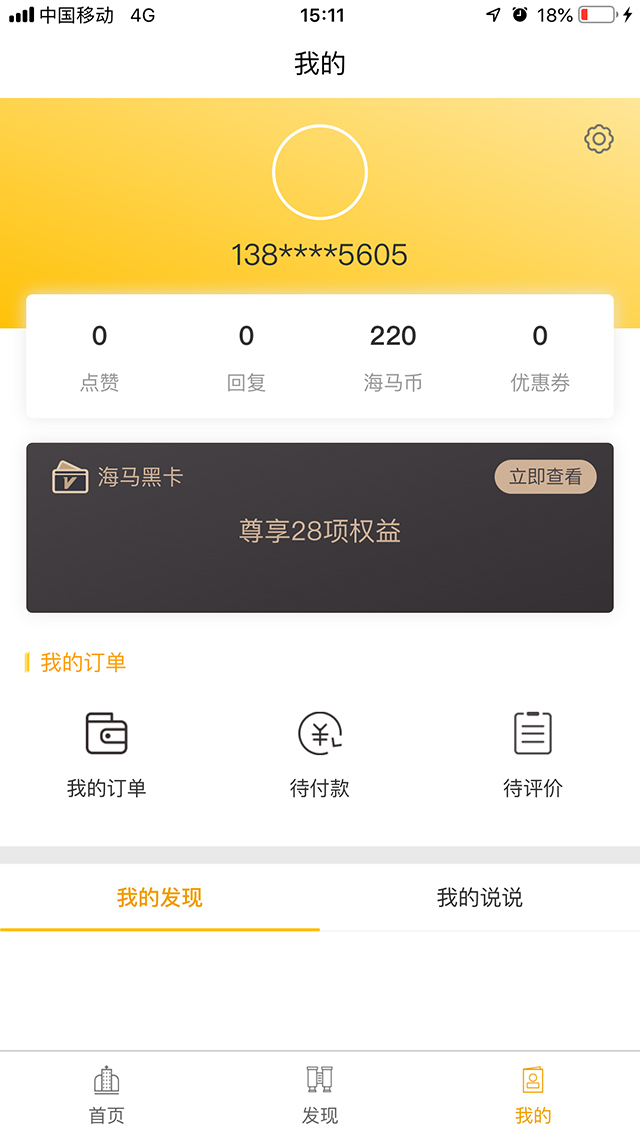 中国移动 4G 15:11 18%
我的
138****5605
0 0 220 0
点赞 回复 海马币 优惠券
海马黑卡 立即查看
尊享28项权益
我的订单
我的订单 待付款 待评价
我的发现 我的说说
首页 发现 我的